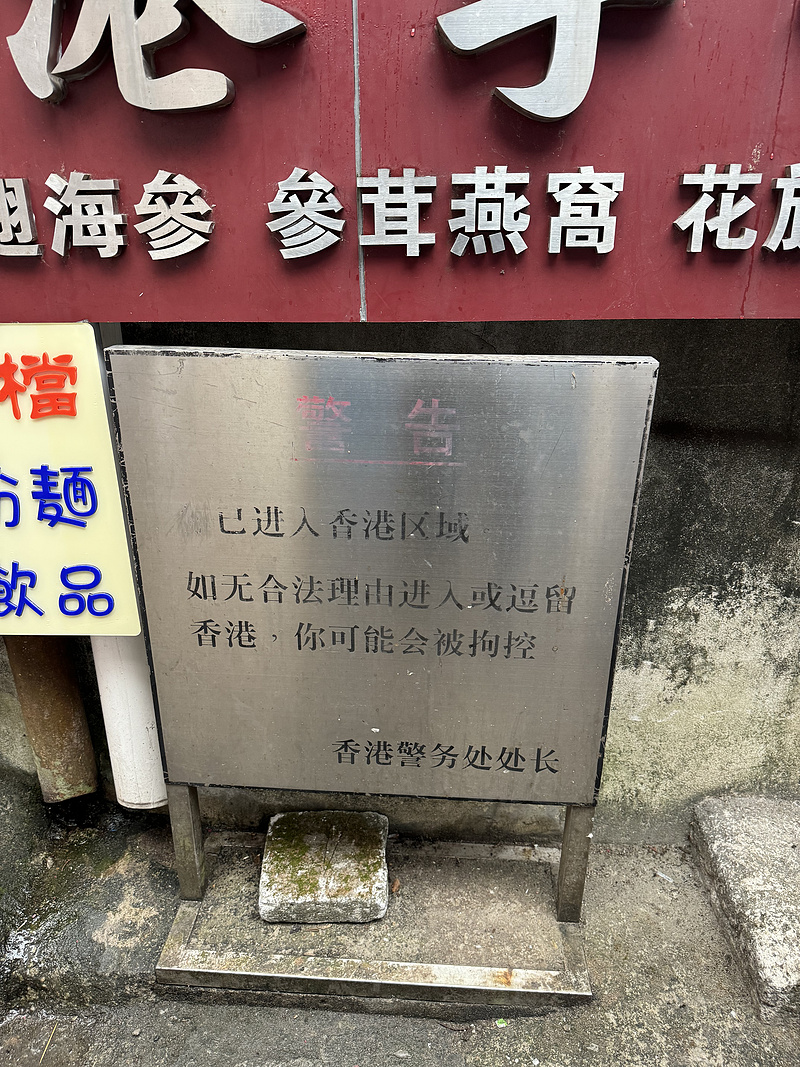 港
海參 參茸燕窩 花
檔
麵
飲品
警告
已进入香港区域
如无合法理由进入或逗留
香港，你可能会被拘控。
香港警务处处长